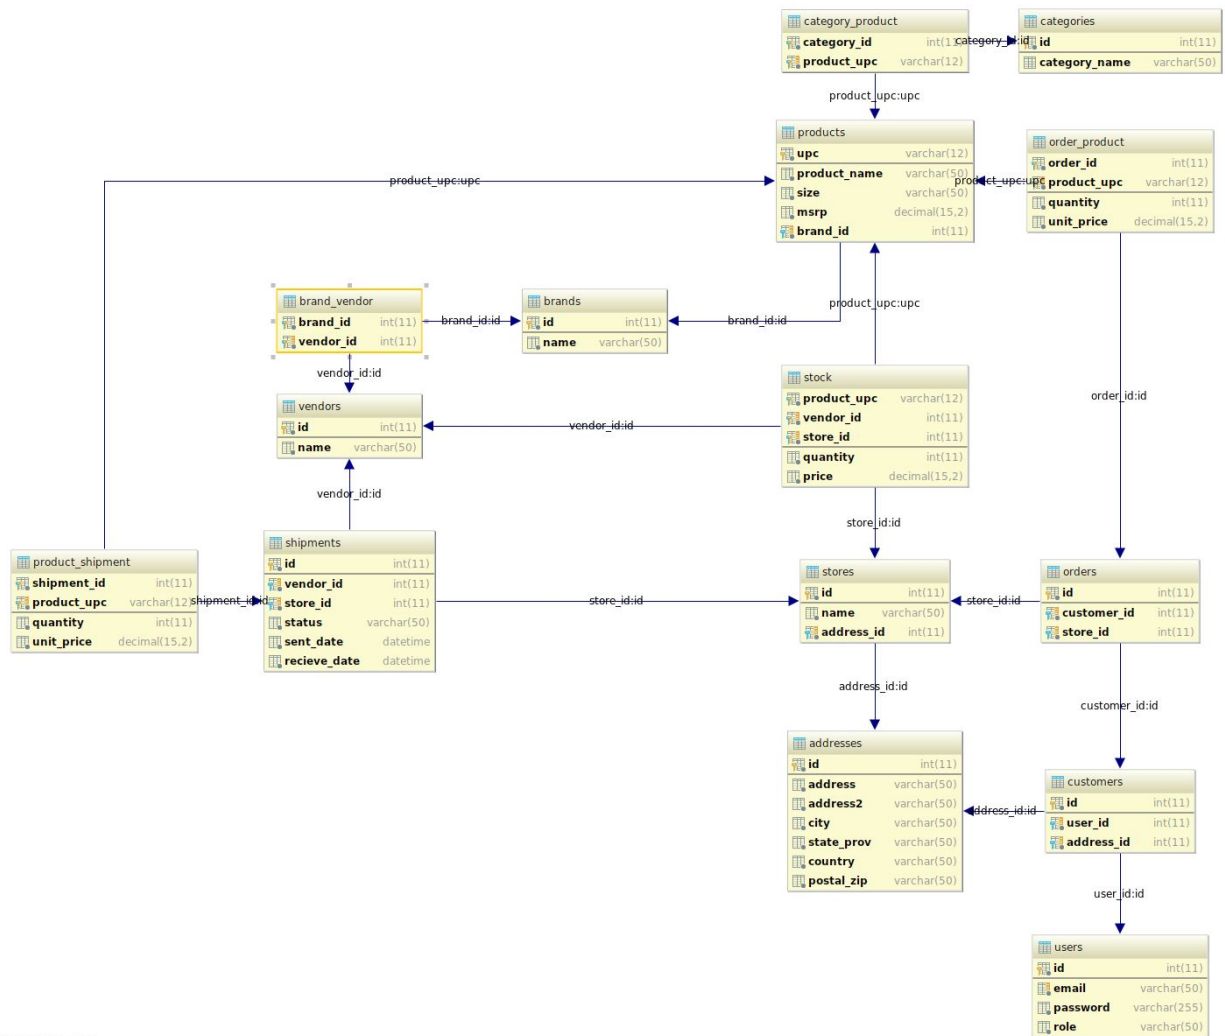 category_product
category_id int(11)
product_upc varchar(12)
category_id:id
categories
id int(11)
category_name varchar(50)
product_upc:upc
products
upc varchar(12)
product_name varchar(50)
size varchar(50)
msrp decimal(15,2)
brand_id int(11)
product_upc:upc
order_product
order_id int(11)
product_upc varchar(12)
quantity int(11)
unit_price decimal(15,2)
product_upc:upc
brand_vendor
brand_id int(11)
vendor_id int(11)
brand_id:id
brands
id int(11)
name varchar(50)
brand_id:id
product_upc:upc
vendor_id:id
vendors
id int(11)
name varchar(50)
vendor_id:id
stock
product_upc varchar(12)
vendor_id int(11)
store_id int(11)
quantity int(11)
price decimal(15,2)
order_id:id
vendor_id:id
store_id:id
product_shipment
shipment_id int(11)
product_upc varchar(12)
quantity int(11)
unit_price decimal(15,2)
shipment_id:id
shipments
id int(11)
vendor_id int(11)
store_id int(11)
status varchar(50)
sent_date datetime
recieve_date datetime
store_id:id
stores
id int(11)
name varchar(50)
address_id int(11)
store_id:id
orders
id int(11)
customer_id int(11)
store_id int(11)
address_id:id
customer_id:id
addresses
id int(11)
address varchar(50)
address2 varchar(50)
city varchar(50)
state_prov varchar(50)
country varchar(50)
postal_zip varchar(50)
address_id:id
customers
id int(11)
user_id int(11)
address_id int(11)
user_id:id
users
id int(11)
email varchar(50)
password varchar(255)
role varchar(50)